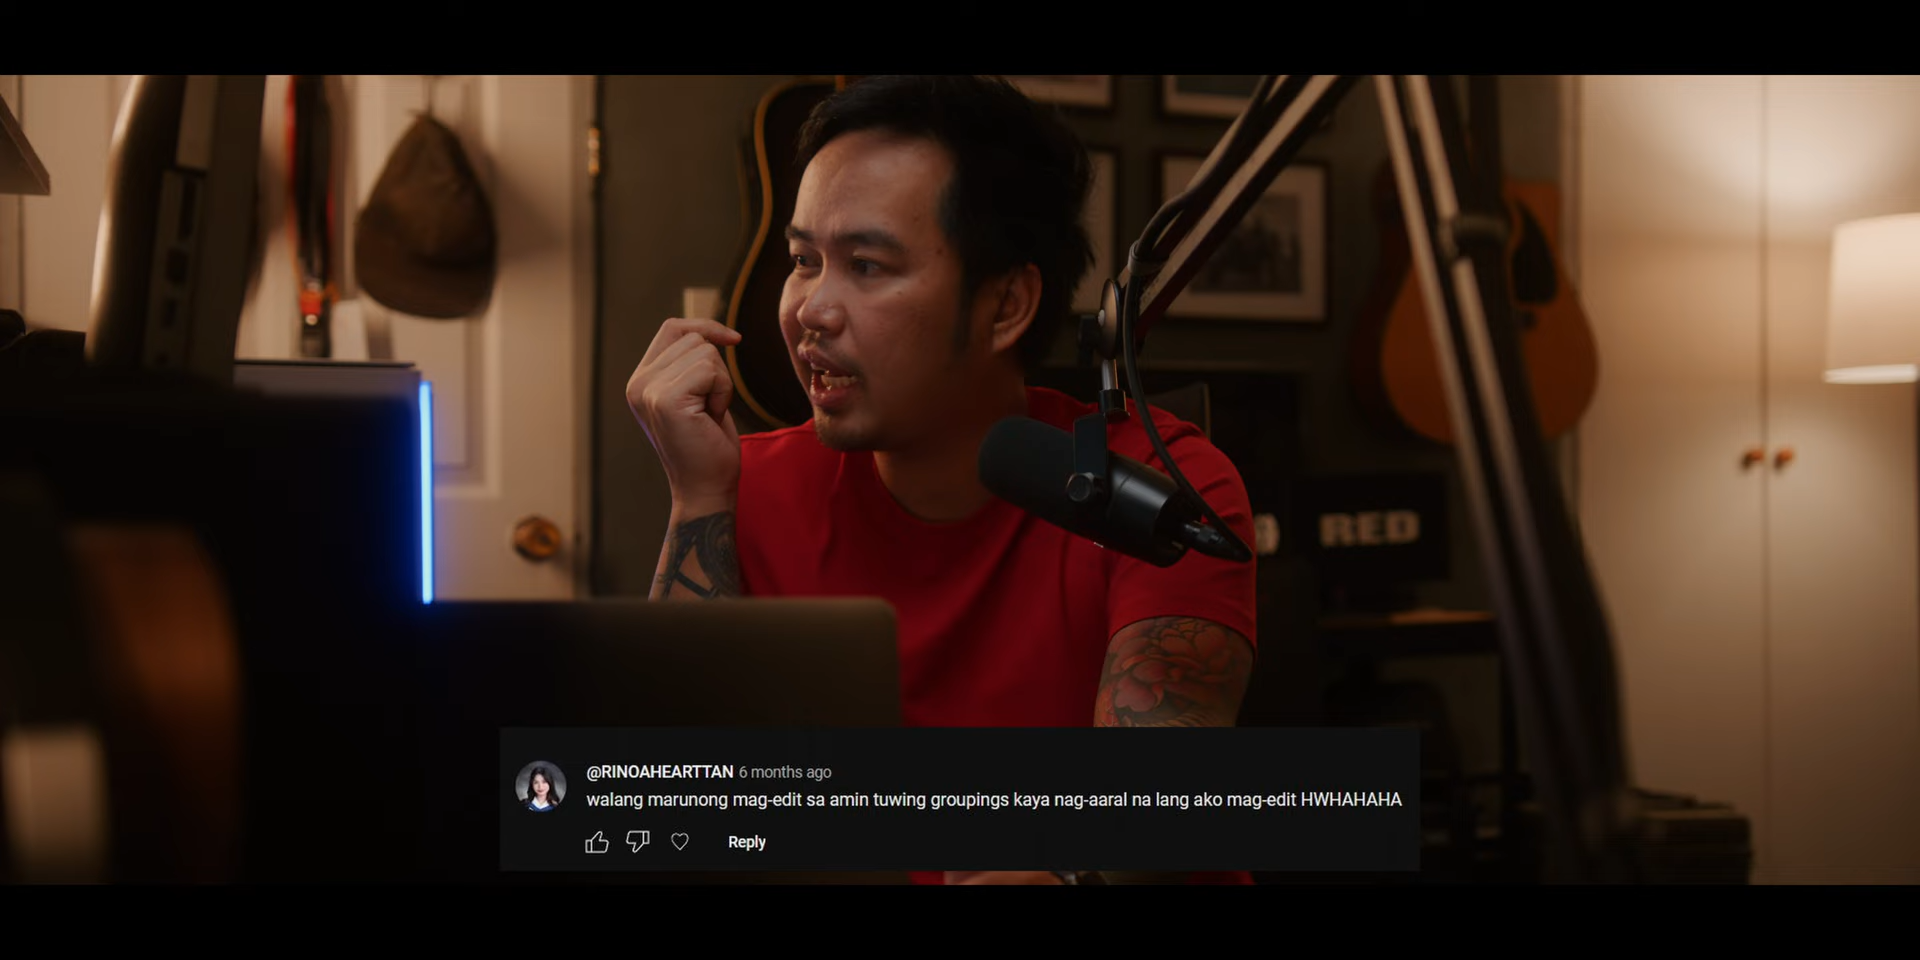 RED
@RINOAHEARTTAN 6 months ago
walang marunong mag-edit sa amin tuwing groupings kaya nag-aaral na lang ako mag-edit HWHAHAHA
Reply